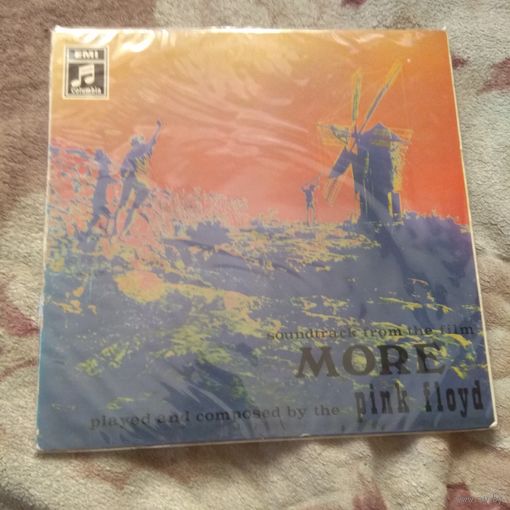 EMI
Columbia
soundtrack from the film
MORE
played and composed by the pink floyd